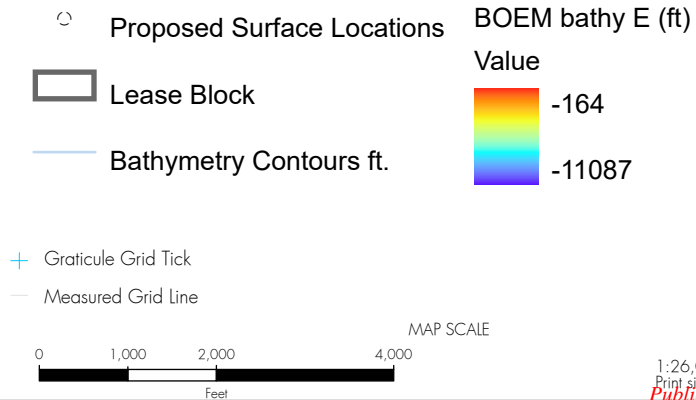 Proposed Surface Locations
Lease Block
Bathymetry Contours ft.
BOEM bathy E (ft)
Value
-164
-11087
Graticule Grid Tick
Measured Grid Line
MAP SCALE
0 1,000 2,000 4,000
Feet
Print